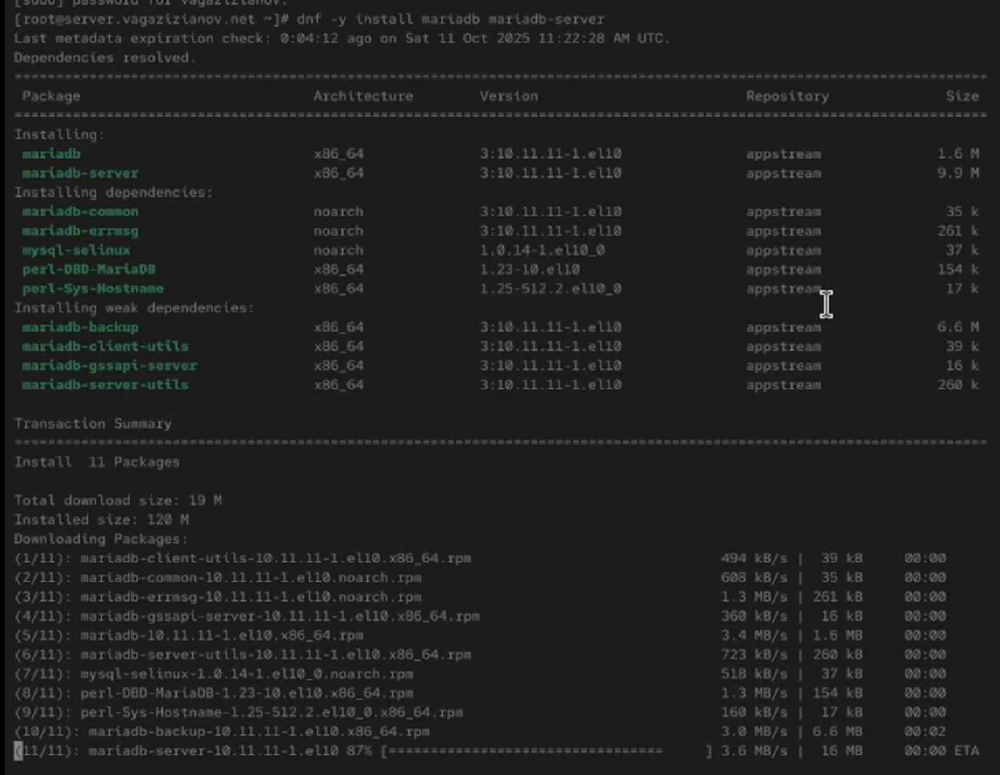 [sudo] password for vagazizianov:
[root@server.vagazizianov.net ~]# dnf -y install mariadb mariadb-server
Last metadata expiration check: 0:04:12 ago on Sat 11 Oct 2025 11:22:28 AM UTC.
Dependencies resolved.
Package Architecture Version Repository Size
Installing:
mariadb x86_64 3:10.11.11-1.el10 appstream 1.6 M
mariadb-server x86_64 3:10.11.11-1.el10 appstream 9.9 M
Installing dependencies:
mariadb-common noarch 3:10.11.11-1.el10 appstream 35 k
mariadb-errmsg noarch 3:10.11.11-1.el10 appstream 261 k
mysql-selinux noarch 1.0.14-1.el10_0 appstream 37 k
perl-DBD-MariaDB x86_64 1.23-10.el10 appstream 154 k
perl-Sys-Hostname x86_64 1.25-512.2.el10_0 appstream 17 k
Installing weak dependencies:
mariadb-backup x86_64 3:10.11.11-1.el10 appstream 6.6 M
mariadb-client-utils x86_64 3:10.11.11-1.el10 appstream 39 k
mariadb-gssapi-server x86_64 3:10.11.11-1.el10 appstream 16 k
mariadb-server-utils x86_64 3:10.11.11-1.el10 appstream 260 k
Transaction Summary
Install 11 Packages
Total download size: 19 M
Installed size: 120 M
Downloading Packages:
(1/11): mariadb-client-utils-10.11.11-1.el10.x86_64.rpm 494 kB/s | 39 kB 00:00
(2/11): mariadb-common-10.11.11-1.el10.noarch.rpm 608 kB/s | 35 kB 00:00
(3/11): mariadb-errmsg-10.11.11-1.el10.noarch.rpm 1.3 MB/s | 261 kB 00:00
(4/11): mariadb-gssapi-server-10.11.11-1.el10.x86_64.rpm 360 kB/s | 16 kB 00:00
(5/11): mariadb-10.11.11-1.el10.x86_64.rpm 3.4 MB/s | 1.6 MB 00:00
(6/11): mariadb-server-utils-10.11.11-1.el10.x86_64.rpm 723 kB/s | 260 kB 00:00
(7/11): mysql-selinux-1.0.14-1.el10_0.noarch.rpm 518 kB/s | 37 kB 00:00
(8/11): perl-DBD-MariaDB-1.23-10.el10.x86_64.rpm 1.3 MB/s | 154 kB 00:00
(9/11): perl-Sys-Hostname-1.25-512.2.el10_0.x86_64.rpm 160 kB/s | 17 kB 00:00
(10/11): mariadb-backup-10.11.11-1.el10.x86_64.rpm 3.0 MB/s | 6.6 MB 00:02
(11/11): mariadb-server-10.11.11-1.el10 87% [================================= ] 3.6 MB/s | 16 MB 00:00 ETA